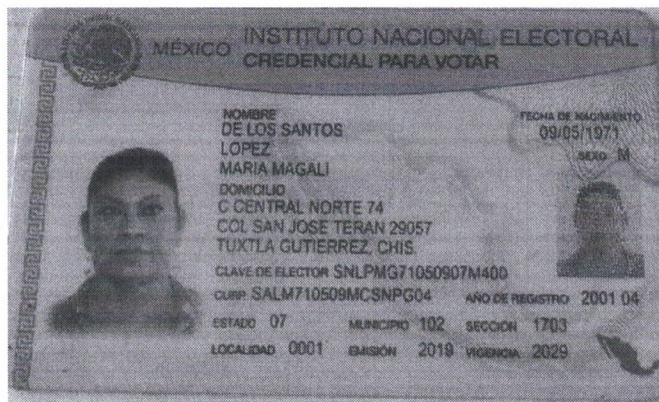 MÉXICO INSTITUTO NACIONAL ELECTORAL
CREDENCIAL PARA VOTAR
NOMBRE
DE LOS SANTOS
LOPEZ
MARIA MAGALI
FECHA DE NACIMIENTO
09/05/1971
SEXO M
DOMICILIO
C CENTRAL NORTE 74
COL SAN JOSE TERAN 29057
TUXTLA GUTIERREZ, CHIS.
CLAVE DE ELECTOR SNLPMG71050907M400
CURP SALM710509MCSNPG04 AÑO DE REGISTRO 2001 04
ESTADO 07 MUNICIPIO 102 SECCIÓN 1703
LOCALIDAD 0001 EMISIÓN 2019 VIGENCIA 2029